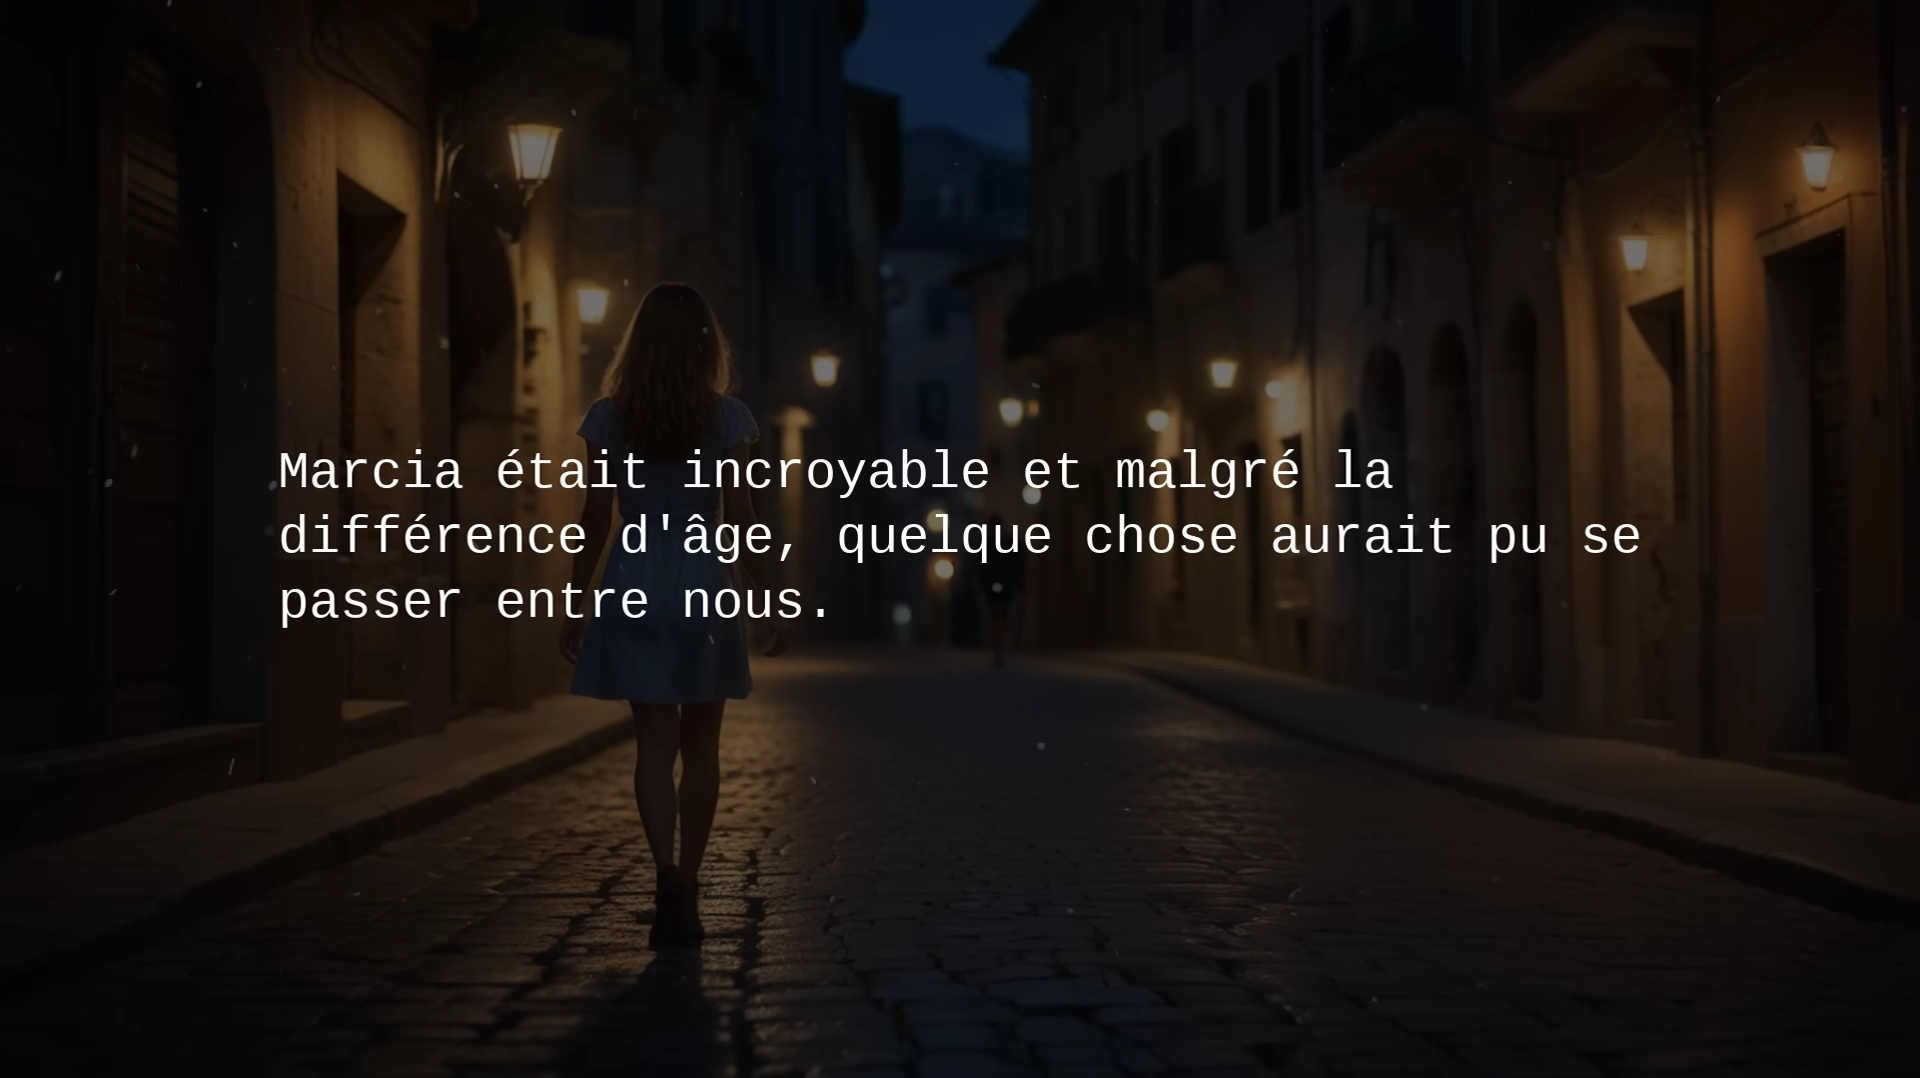 Marcia était incroyable et malgré la
différence d'âge, quelque chose aurait pu se
passer entre nous.